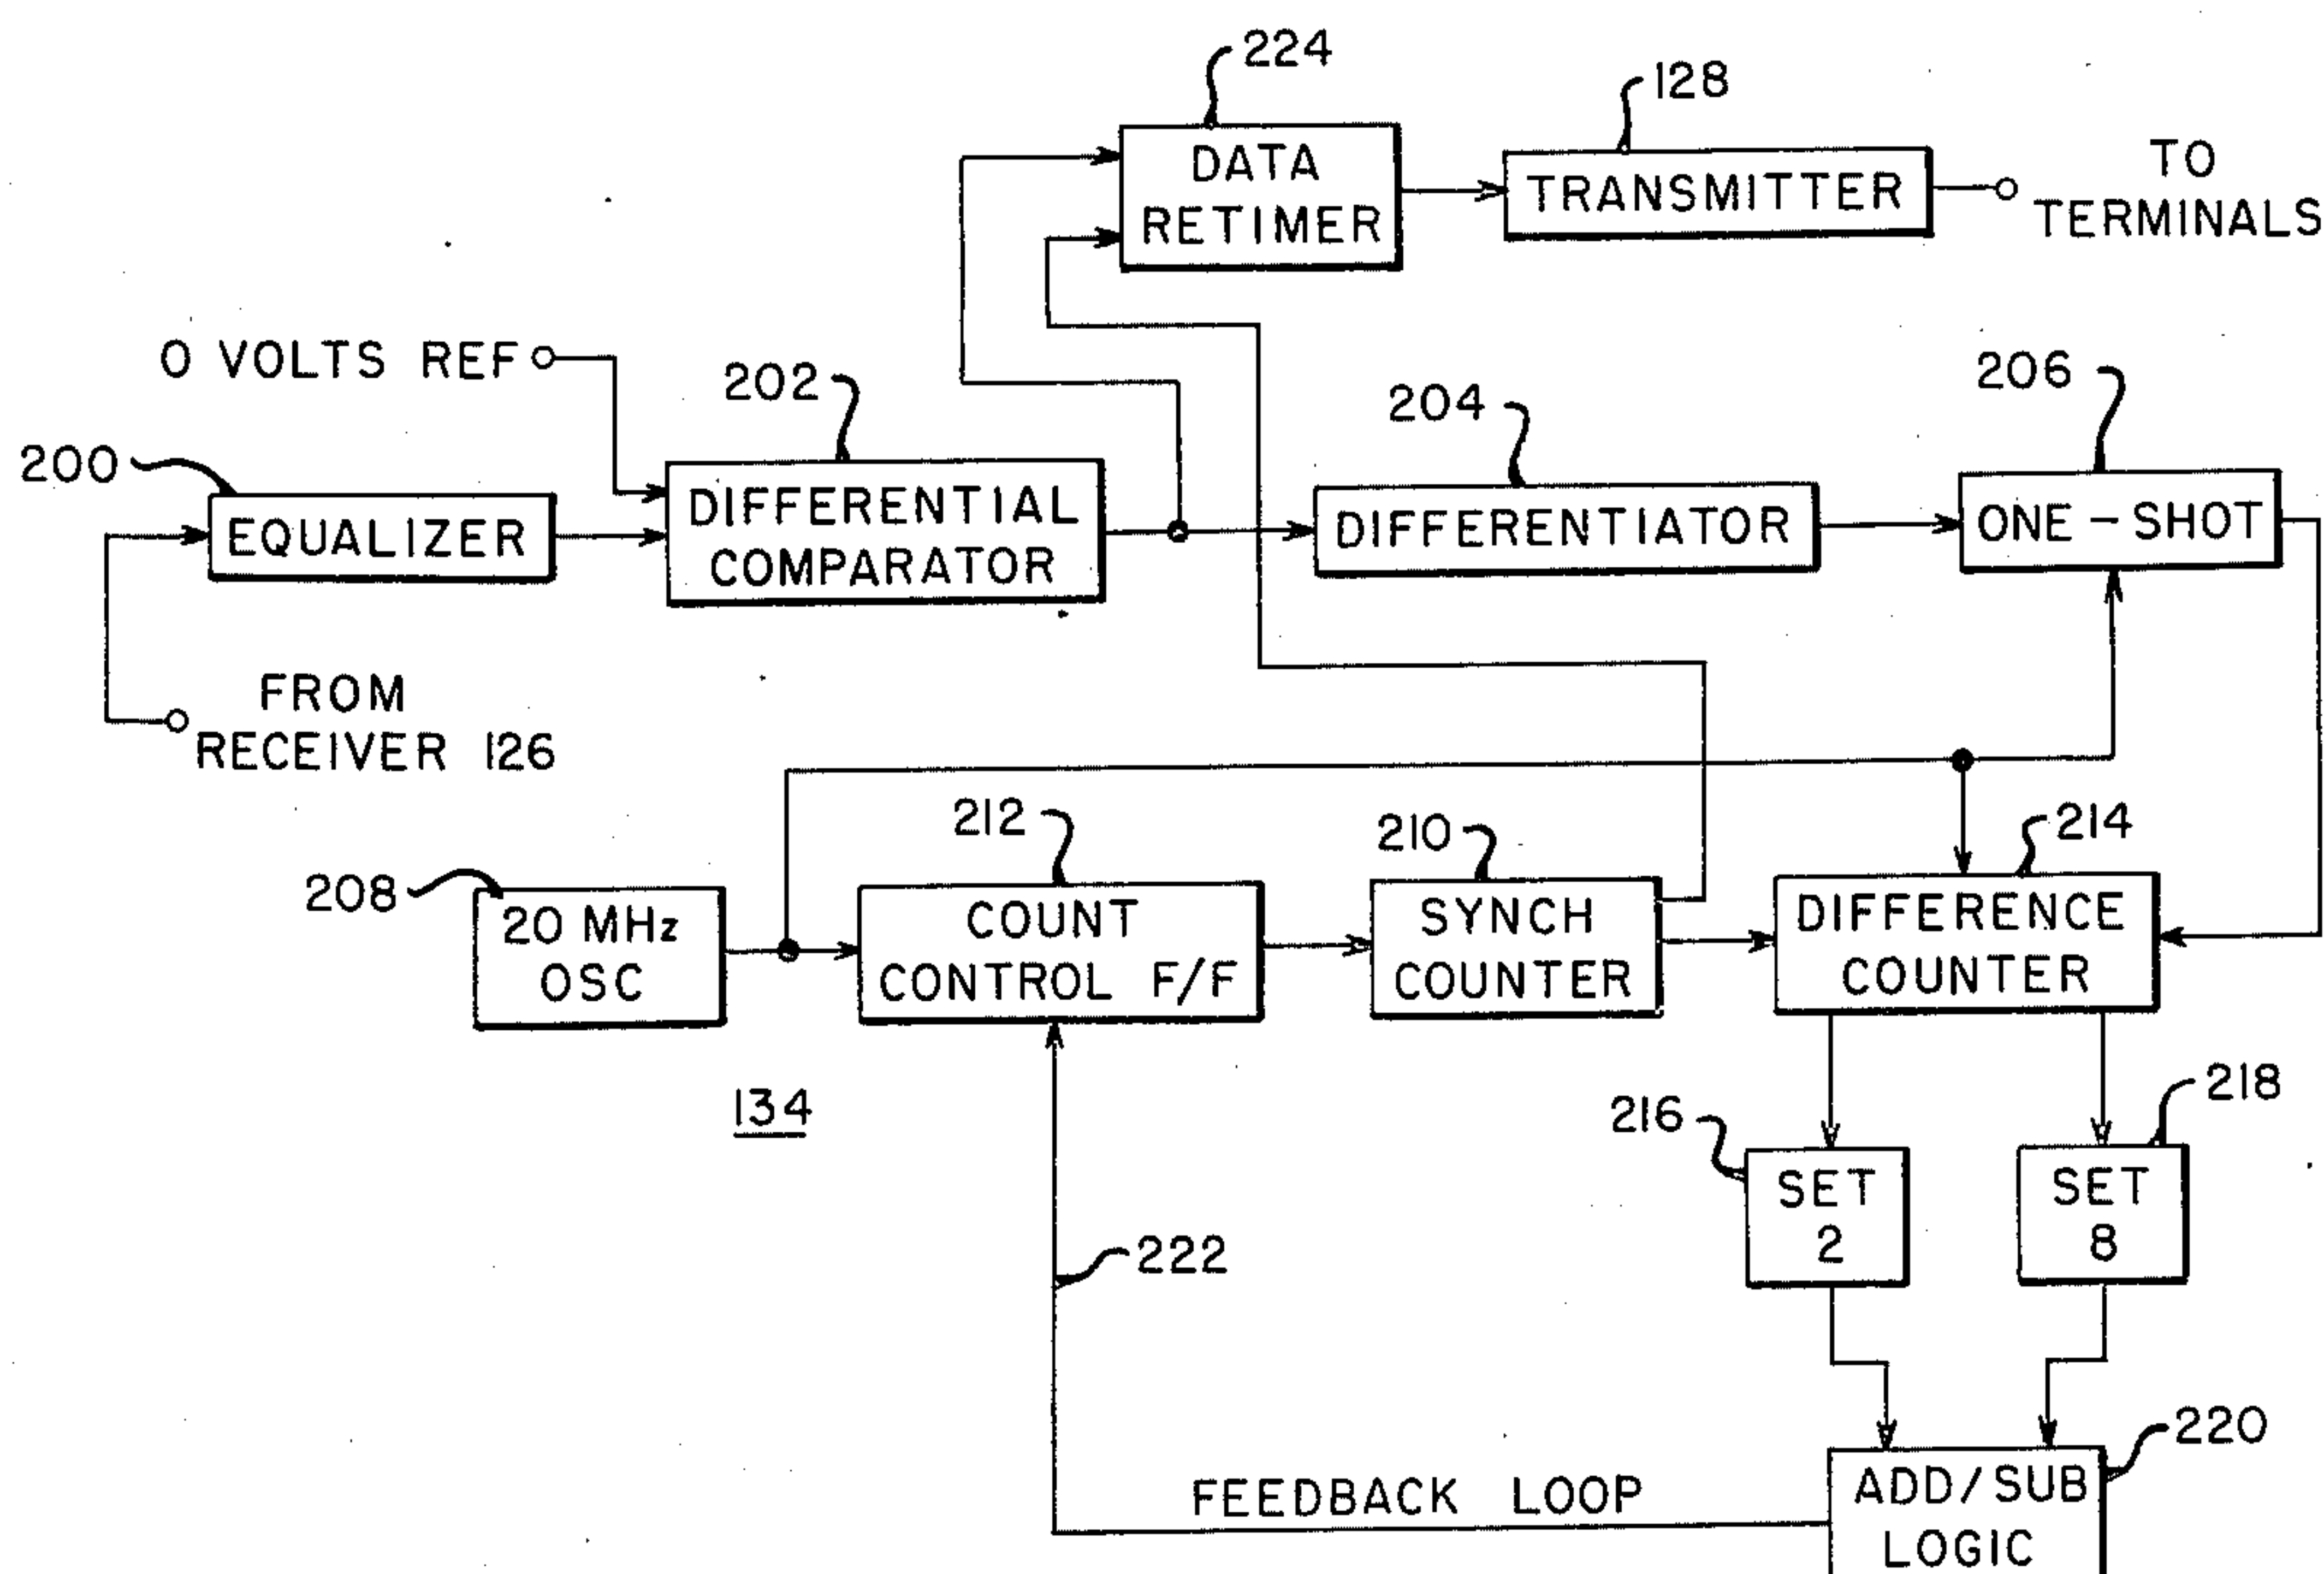 224
128
DATA
RETIMER
TRANSMITTER
TO
TERMINALS
0 VOLTS REF
202
204
206
200
EQUALIZER
DIFFERENTIAL
COMPARATOR
DIFFERENTIATOR
ONE-SHOT
FROM
RECEIVER 126
212
210
214
208
20 MHz
OSC
COUNT
CONTROL F/F
SYNCH
COUNTER
DIFFERENCE
COUNTER
134
216
218
SET
2
SET
8
222
220
FEEDBACK LOOP
ADD/SUB
LOGIC